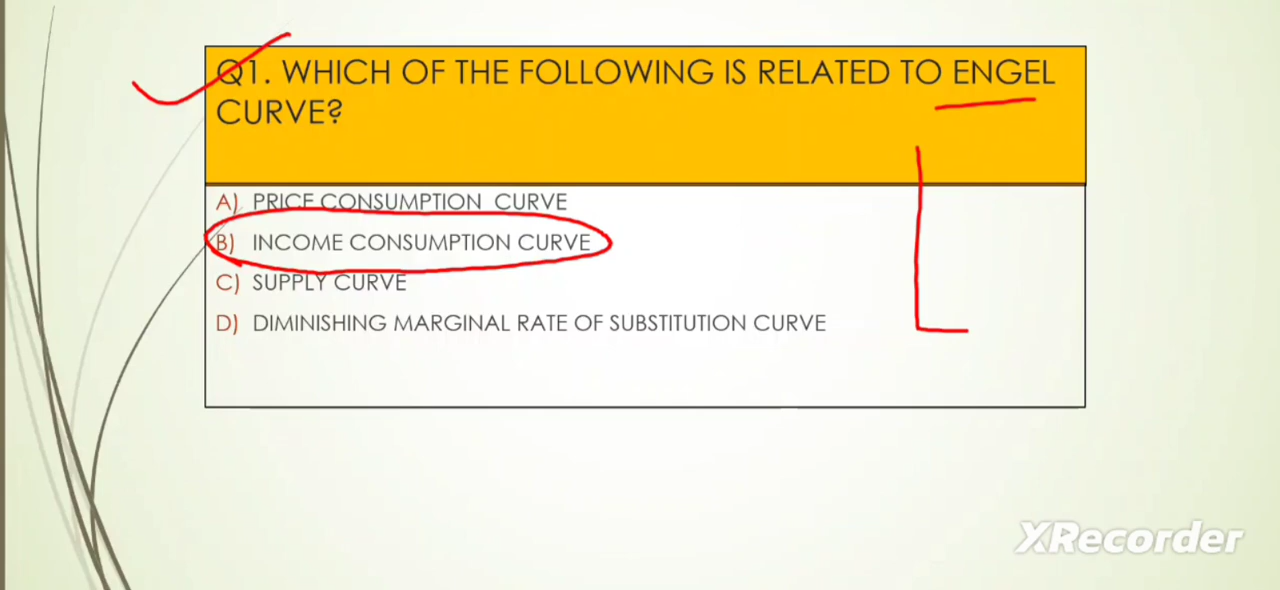 Q1. WHICH OF THE FOLLOWING IS RELATED TO ENGEL
CURVE?
A) PRICE CONSUMPTION CURVE
B) INCOME CONSUMPTION CURVE
C) SUPPLY CURVE
D) DIMINISHING MARGINAL RATE OF SUBSTITUTION CURVE
XRecorder